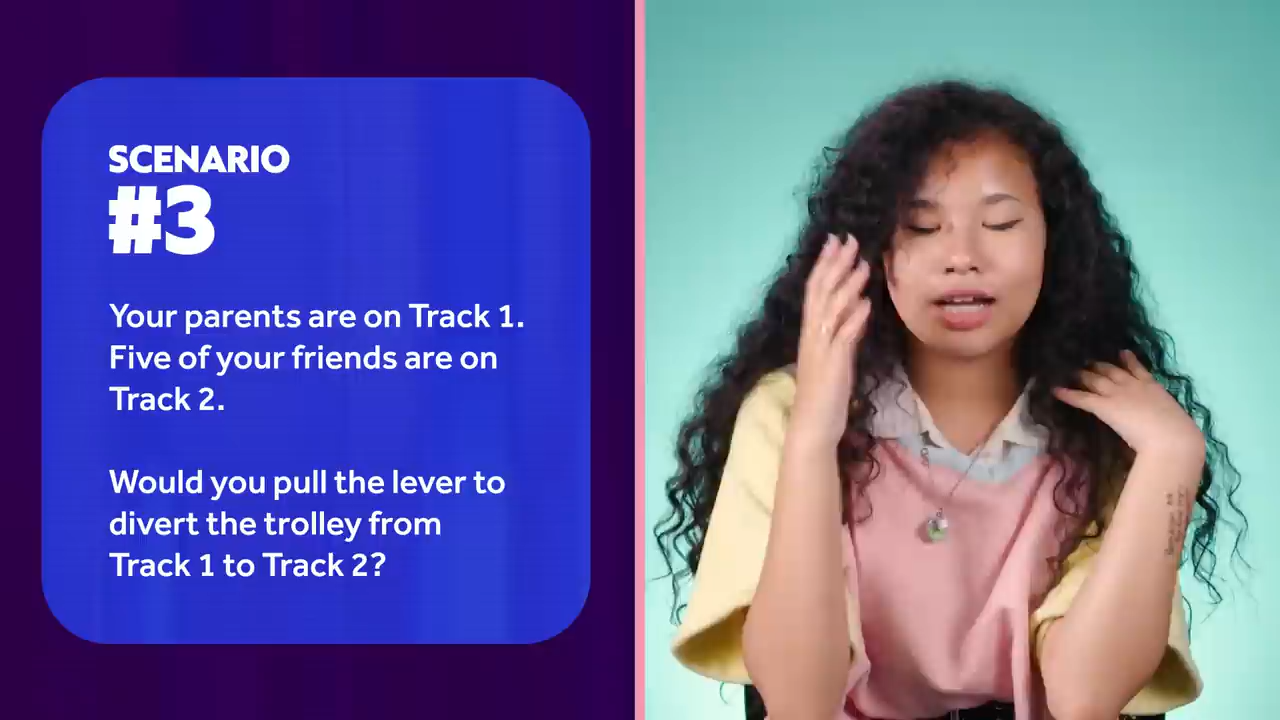 SCENARIO
#3
Your parents are on Track 1.
Five of your friends are on
Track 2.
Would you pull the lever to
divert the trolley from
Track 1 to Track 2?